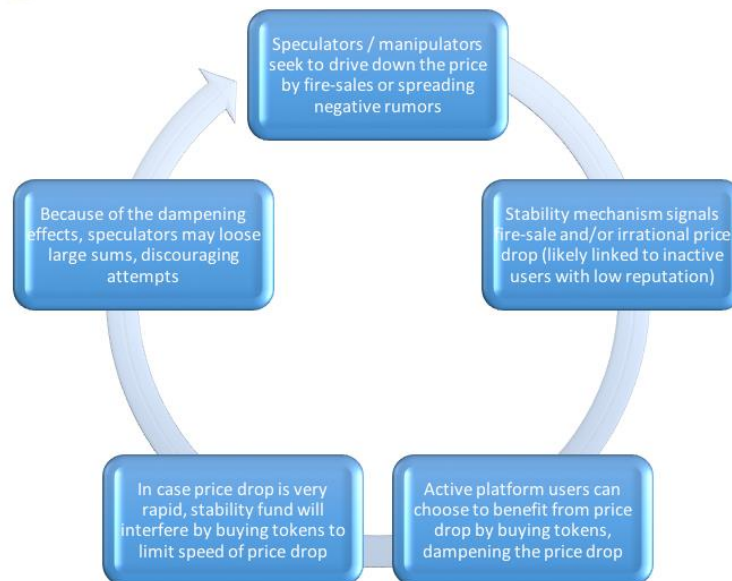 Speculators / manipulators
seek to drive down the price
by fire-sales or spreading
negative rumors
Stability mechanism signals
fire-sale and/or irrational price
drop (likely linked to inactive
users with low reputation)
Active platform users can
choose to benefit from price
drop by buying tokens,
dampening the price drop
In case price drop is very
rapid, stability fund will
interfere by buying tokens to
limit speed of price drop
Because of the dampening
effects, speculators may loose
large sums, discouraging
attempts